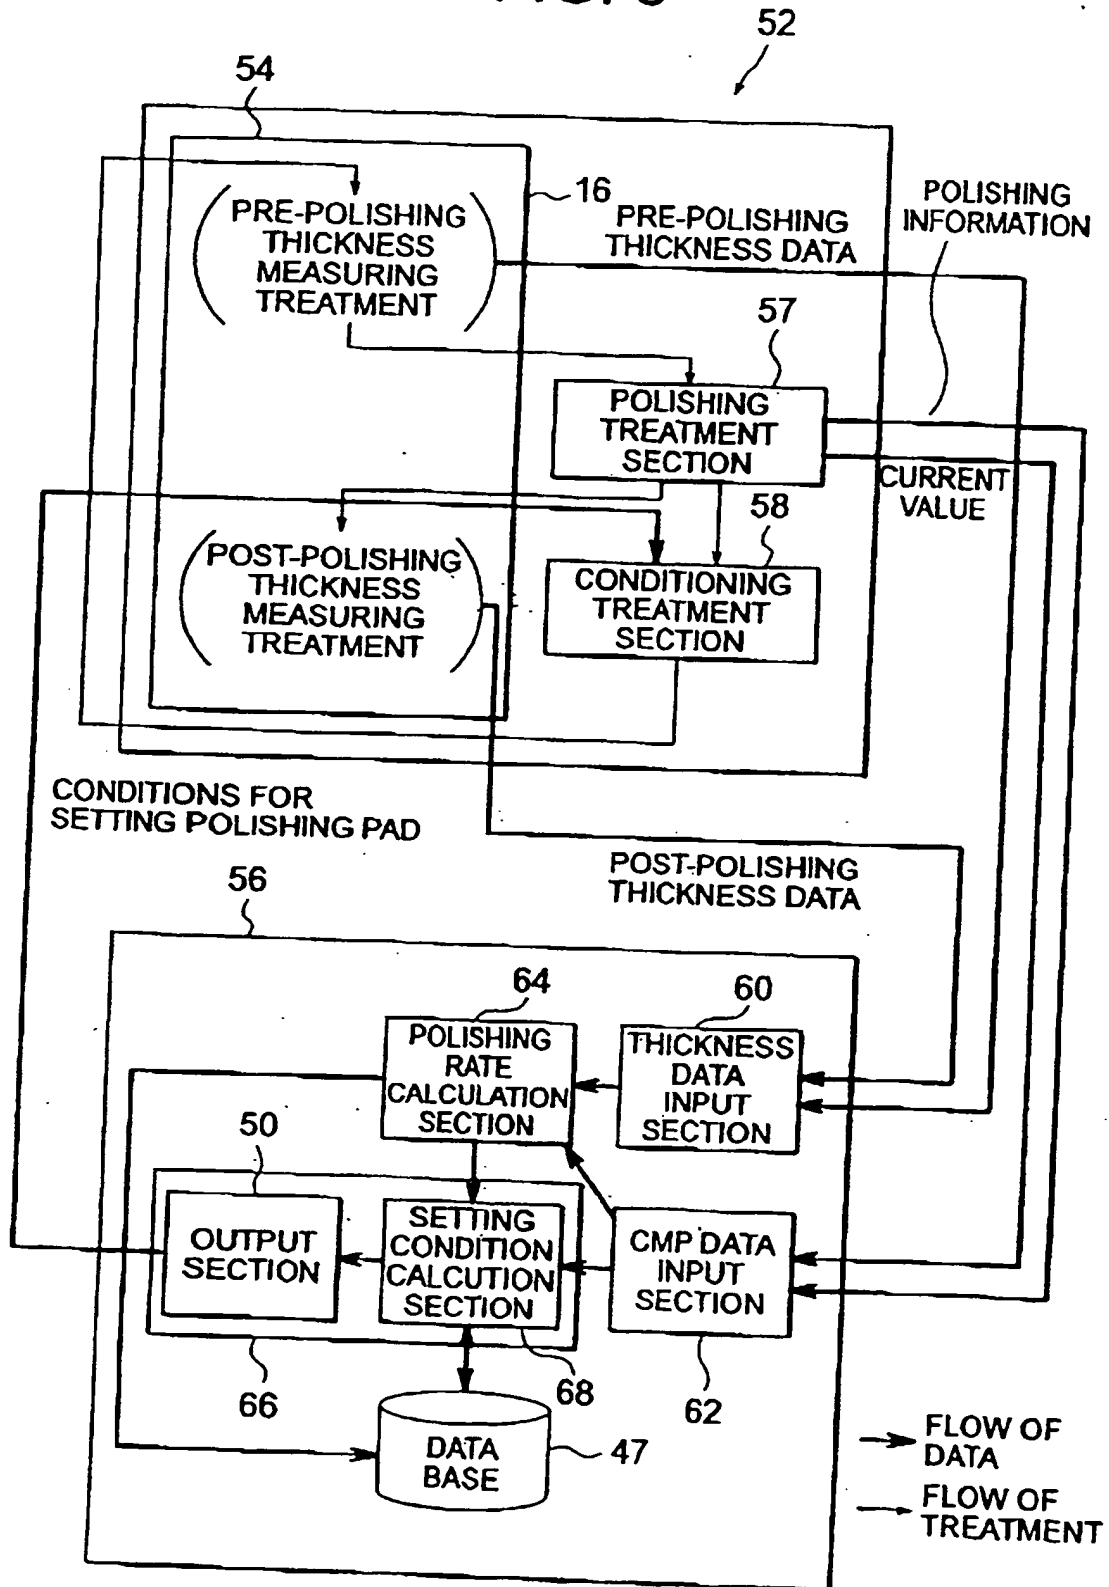 52
54
16
PRE-POLISHING
THICKNESS
MEASURING
TREATMENT
PRE-POLISHING
THICKNESS DATA
POLISHING
INFORMATION
57
POLISHING
TREATMENT
SECTION
CURRENT
VALUE
58
POST-POLISHING
THICKNESS
MEASURING
TREATMENT
CONDITIONING
TREATMENT
SECTION
CONDITIONS FOR
SETTING POLISHING PAD
POST-POLISHING
THICKNESS DATA
56
64
POLISHING
RATE
CALCULATION
SECTION
60
THICKNESS
DATA
INPUT
SECTION
50
OUTPUT
SECTION
SETTING
CONDITION
CALCUTION
SECTION
CMP DATA
INPUT
SECTION
66
68
62
DATA
BASE
47
FLOW OF
DATA
FLOW OF
TREATMENT